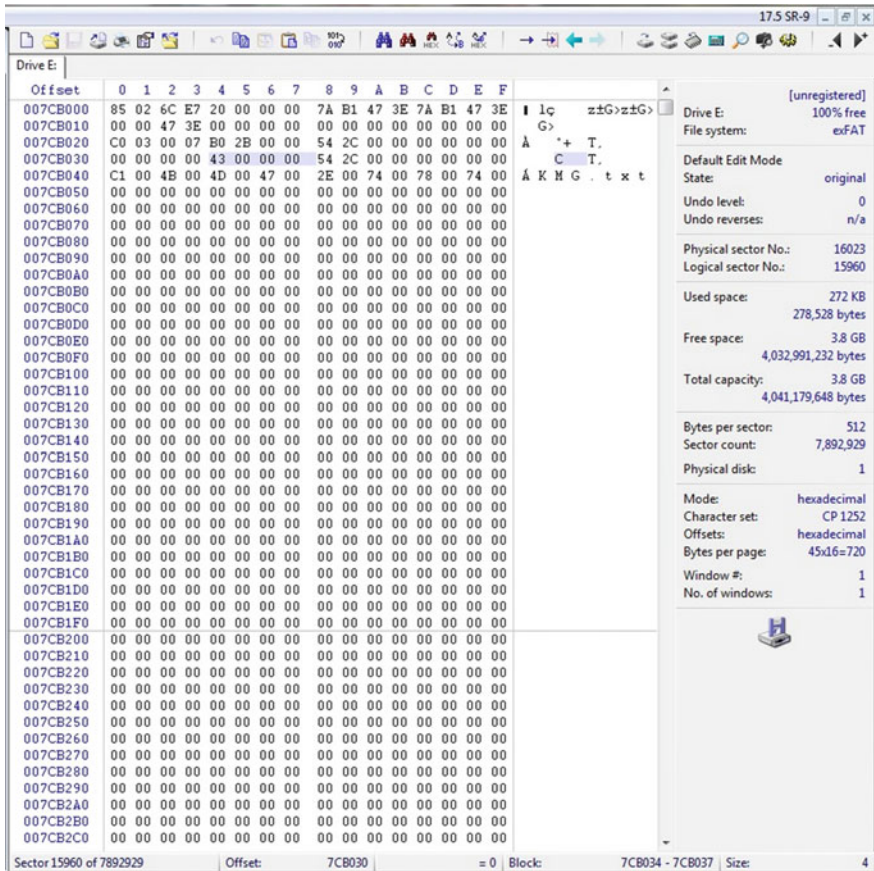 17.5 SR-9
Drive E:
Offset 0 1 2 3 4 5 6 7 8 9 A B C D E F
007CB000 85 02 6C E7 20 00 00 00 7A B1 47 3E 7A B1 47 3E lç z±G>z±G>
007CB010 00 00 47 3E 00 00 00 00 00 00 00 00 00 00 00 00 G>
007CB020 C0 03 00 07 B0 2B 00 00 54 2C 00 00 00 00 00 00 À °+ T,
007CB030 00 00 00 00 43 00 00 00 54 2C 00 00 00 00 00 00 C T,
007CB040 C1 00 4B 00 4D 00 47 00 2E 00 74 00 78 00 74 00 Á K M G . t x t
007CB050 00 00 00 00 00 00 00 00 00 00 00 00 00 00 00 00
007CB060 00 00 00 00 00 00 00 00 00 00 00 00 00 00 00 00
007CB070 00 00 00 00 00 00 00 00 00 00 00 00 00 00 00 00
007CB080 00 00 00 00 00 00 00 00 00 00 00 00 00 00 00 00
007CB090 00 00 00 00 00 00 00 00 00 00 00 00 00 00 00 00
007CB0A0 00 00 00 00 00 00 00 00 00 00 00 00 00 00 00 00
007CB0B0 00 00 00 00 00 00 00 00 00 00 00 00 00 00 00 00
007CB0C0 00 00 00 00 00 00 00 00 00 00 00 00 00 00 00 00
007CB0D0 00 00 00 00 00 00 00 00 00 00 00 00 00 00 00 00
007CB0E0 00 00 00 00 00 00 00 00 00 00 00 00 00 00 00 00
007CB0F0 00 00 00 00 00 00 00 00 00 00 00 00 00 00 00 00
007CB100 00 00 00 00 00 00 00 00 00 00 00 00 00 00 00 00
007CB110 00 00 00 00 00 00 00 00 00 00 00 00 00 00 00 00
007CB120 00 00 00 00 00 00 00 00 00 00 00 00 00 00 00 00
007CB130 00 00 00 00 00 00 00 00 00 00 00 00 00 00 00 00
007CB140 00 00 00 00 00 00 00 00 00 00 00 00 00 00 00 00
007CB150 00 00 00 00 00 00 00 00 00 00 00 00 00 00 00 00
007CB160 00 00 00 00 00 00 00 00 00 00 00 00 00 00 00 00
007CB170 00 00 00 00 00 00 00 00 00 00 00 00 00 00 00 00
007CB180 00 00 00 00 00 00 00 00 00 00 00 00 00 00 00 00
007CB190 00 00 00 00 00 00 00 00 00 00 00 00 00 00 00 00
007CB1A0 00 00 00 00 00 00 00 00 00 00 00 00 00 00 00 00
007CB1B0 00 00 00 00 00 00 00 00 00 00 00 00 00 00 00 00
007CB1C0 00 00 00 00 00 00 00 00 00 00 00 00 00 00 00 00
007CB1D0 00 00 00 00 00 00 00 00 00 00 00 00 00 00 00 00
007CB1E0 00 00 00 00 00 00 00 00 00 00 00 00 00 00 00 00
007CB1F0 00 00 00 00 00 00 00 00 00 00 00 00 00 00 00 00
007CB200 00 00 00 00 00 00 00 00 00 00 00 00 00 00 00 00
007CB210 00 00 00 00 00 00 00 00 00 00 00 00 00 00 00 00
007CB220 00 00 00 00 00 00 00 00 00 00 00 00 00 00 00 00
007CB230 00 00 00 00 00 00 00 00 00 00 00 00 00 00 00 00
007CB240 00 00 00 00 00 00 00 00 00 00 00 00 00 00 00 00
007CB250 00 00 00 00 00 00 00 00 00 00 00 00 00 00 00 00
007CB260 00 00 00 00 00 00 00 00 00 00 00 00 00 00 00 00
007CB270 00 00 00 00 00 00 00 00 00 00 00 00 00 00 00 00
007CB280 00 00 00 00 00 00 00 00 00 00 00 00 00 00 00 00
007CB290 00 00 00 00 00 00 00 00 00 00 00 00 00 00 00 00
007CB2A0 00 00 00 00 00 00 00 00 00 00 00 00 00 00 00 00
007CB2B0 00 00 00 00 00 00 00 00 00 00 00 00 00 00 00 00
007CB2C0 00 00 00 00 00 00 00 00 00 00 00 00 00 00 00 00
[unregistered]
Drive E: 100% free
File system: exFAT
Default Edit Mode
State: original
Undo level: 0
Undo reverses: n/a
Physical sector No.: 16023
Logical sector No.: 15960
Used space: 272 KB
278,528 bytes
Free space: 3.8 GB
4,032,991,232 bytes
Total capacity: 3.8 GB
4,041,179,648 bytes
Bytes per sector: 512
Sector count: 7,892,929
Physical disk: 1
Mode: hexadecimal
Character set: CP 1252
Offsets: hexadecimal
Bytes per page: 45x16=720
Window #: 1
No. of windows: 1
Sector 15960 of 7892929 Offset: 7CB030 = 0 Block: 7CB034 - 7CB037 Size: 4